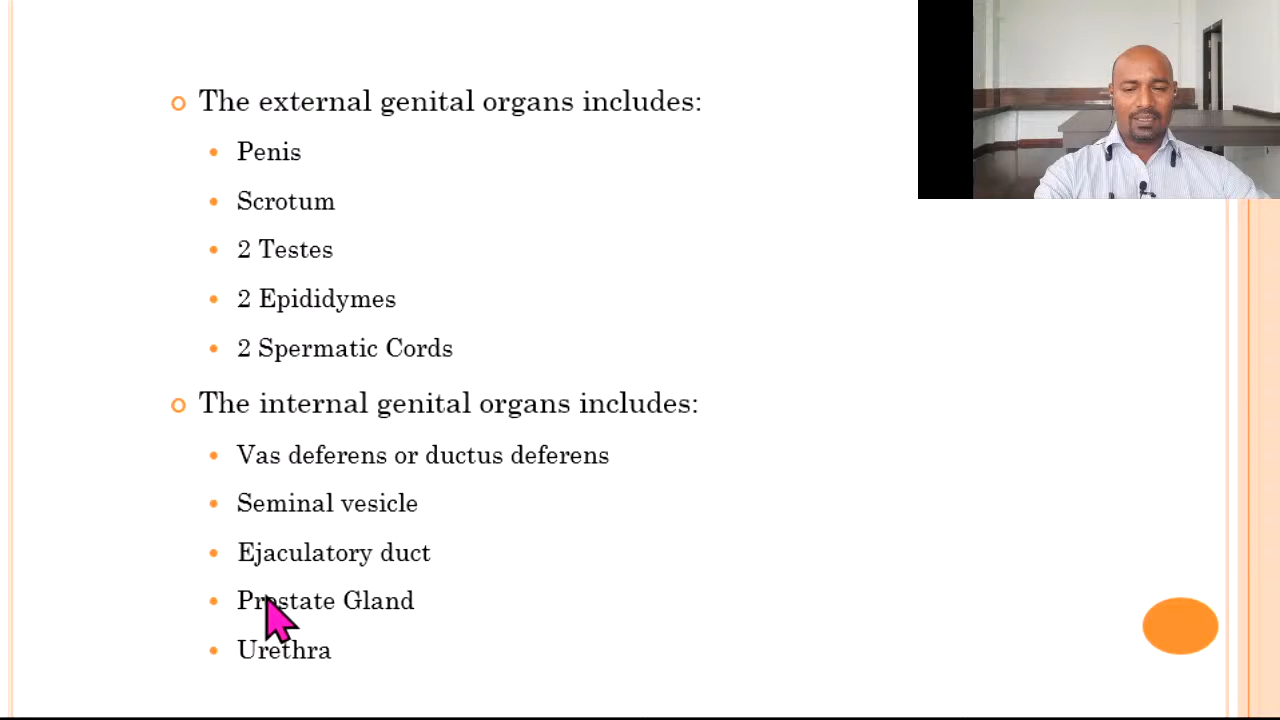 The external genital organs includes:
Penis
Scrotum
2 Testes
2 Epididymes
2 Spermatic Cords
The internal genital organs includes:
Vas deferens or ductus deferens
Seminal vesicle
Ejaculatory duct
Prostate Gland
Urethra